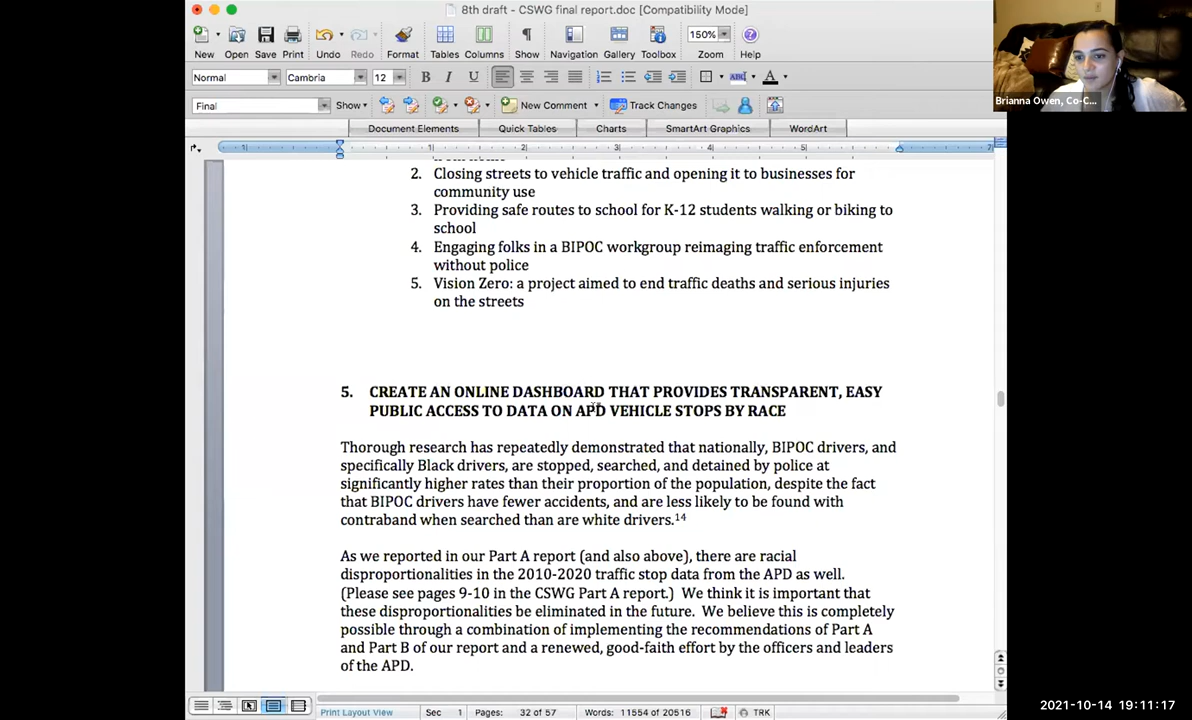 8th draft - CSWG final report.doc [Compatibility Mode]
150%
New Open Save Print Undo Redo Format Tables Columns Show Navigation Gallery Toolbox Zoom Help
Normal Cambria 12 B I U ABC A
Final Show New Comment Track Changes
Document Elements Quick Tables Charts SmartArt Graphics WordArt
1 1 2 3 4 5 7
2. Closing streets to vehicle traffic and opening it to businesses for
community use
3. Providing safe routes to school for K-12 students walking or biking to
school
4. Engaging folks in a BIPOC workgroup reimaging traffic enforcement
without police
5. Vision Zero: a project aimed to end traffic deaths and serious injuries
on the streets
5. CREATE AN ONLINE DASHBOARD THAT PROVIDES TRANSPARENT, EASY
PUBLIC ACCESS TO DATA ON APD VEHICLE STOPS BY RACE
Thorough research has repeatedly demonstrated that nationally, BIPOC drivers, and
specifically Black drivers, are stopped, searched, and detained by police at
significantly higher rates than their proportion of the population, despite the fact
that BIPOC drivers have fewer accidents, and are less likely to be found with
contraband when searched than are white drivers.14
As we reported in our Part A report (and also above), there are racial
disproportionalities in the 2010-2020 traffic stop data from the APD as well.
(Please see pages 9-10 in the CSWG Part A report.) We think it is important that
these disproportionalities be eliminated in the future. We believe this is completely
possible through a combination of implementing the recommendations of Part A
and Part B of our report and a renewed, good-faith effort by the officers and leaders
of the APD.
Print Layout View Sec 1 Pages: 32 of 57 Words: 11554 of 20516 TRK
Brianna Owen, Co-C...
2021-10-14 19:11:17